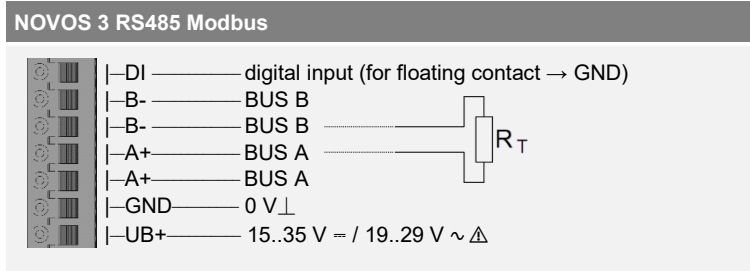 NOVOS 3 RS485 Modbus
DI digital input (for floating contact → GND)
B- BUS B
B- BUS B
R T
A+ BUS A
A+ BUS A
GND 0 V⊥
UB+ 15..35 V ⎓ / 19..29 V ~ ⚠